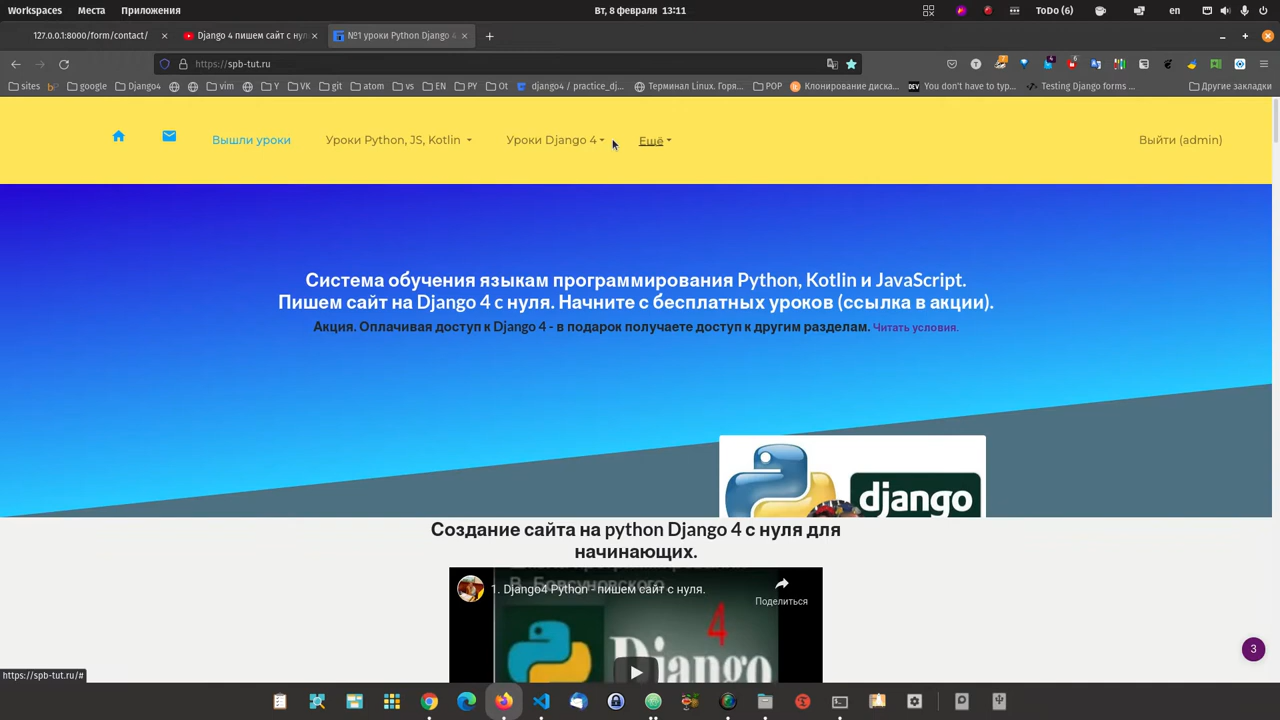 Workspaces Места Приложения Вт, 8 февраля 13:11 ToDo (6) en
127.0.0.1:8000/form/contact/ × Django 4 пишем сайт с нул × №1 уроки Python Django 4 × +
https://spb-tut.ru
sites google Django4 vim Y VK git atom vs EN PY Ot django4 / practice_dj... Терминал Linux. Горя... POP Клонирование диска... You don't have to typ... Testing Django forms ... Другие закладки
Вышли уроки Уроки Python, JS, Kotlin Уроки Django 4 Ещё Выйти (admin)
Система обучения языкам программирования Python, Kotlin и JavaScript.
Пишем сайт на Django 4 с нуля. Начните с бесплатных уроков (ссылка в акции).
Акция. Оплачивая доступ к Django 4 - в подарок получаете доступ к другим разделам. Читать условия.
django
Создание сайта на python Django 4 с нуля для
начинающих.
В. Бовсуновского
1. Django4 Python - пишем сайт с нуля.
Поделиться
4
Django
3
https://spb-tut.ru/#